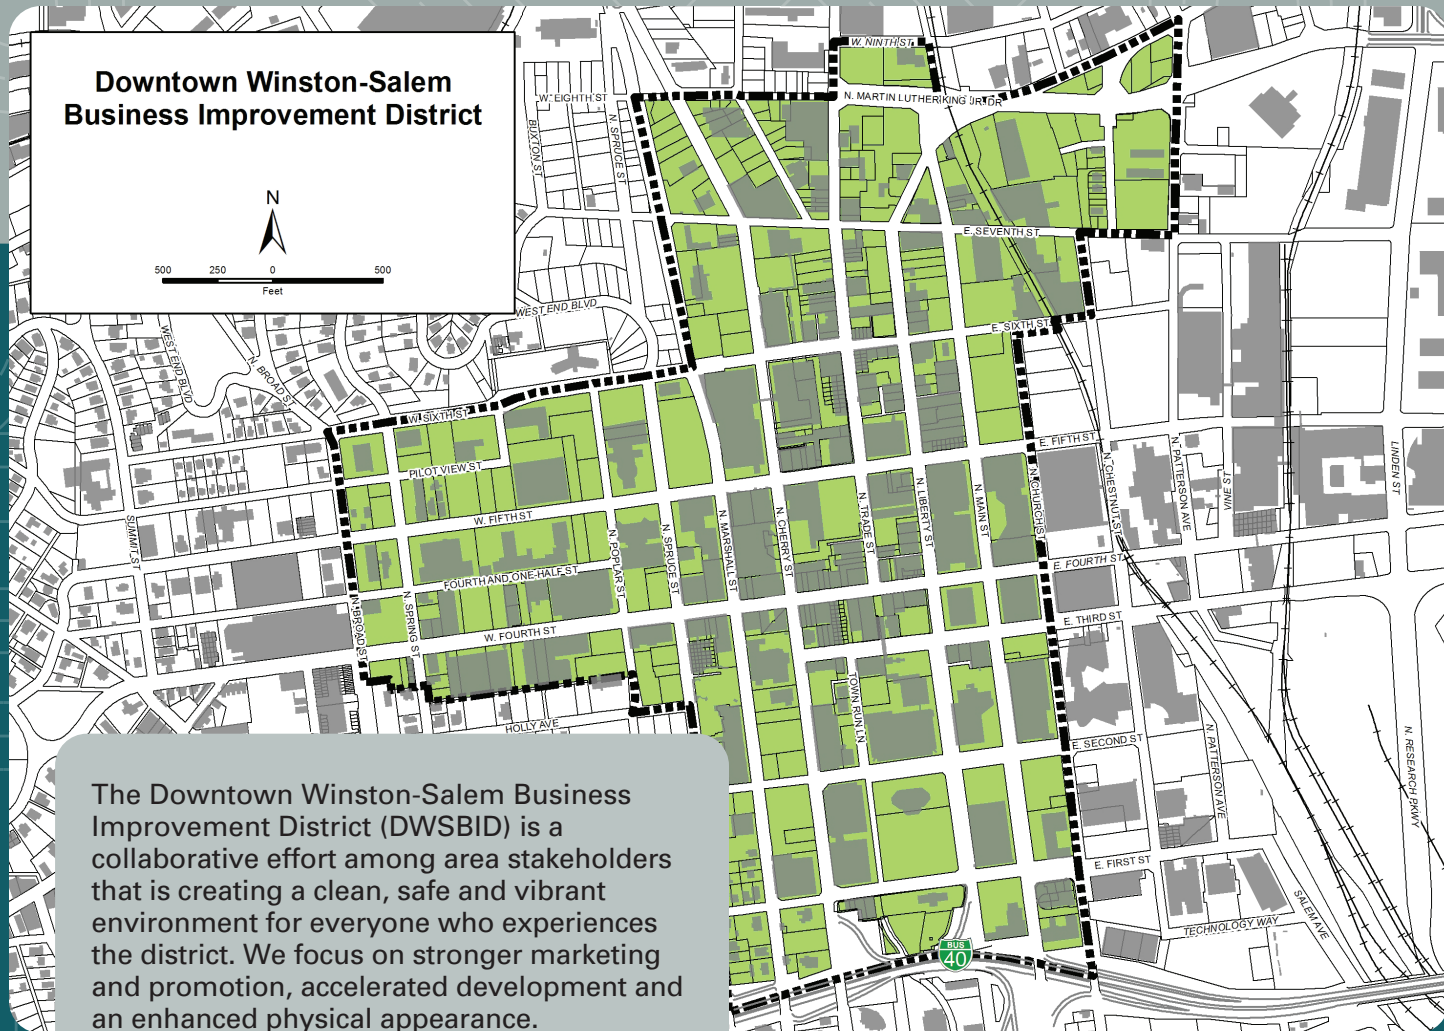 Downtown Winston-Salem
Business Improvement District
N
500 250 0 500
Feet
W. NINTH ST
W. EIGHTH ST
N. MARTIN LUTHER KING JR. DR
BUXTON ST
N. SPRUCE ST
E. SEVENTH ST
WEST END BLVD
E. SIXTH ST
WEST END BLVD
N. BROAD ST
W. SIXTH ST
PILOT VIEW ST
E. FIFTH ST
W. FIFTH ST
SUMMIT ST
N. POPLAR ST
N. SPRUCE ST
N. MARSHALL ST
N. CHERRY ST
N. TRADE ST
N. LIBERTY ST
N. MAIN ST
N. CHURCH ST
N. CHESTNUT ST
N. PATTERSON AVE
VINE ST
LINDEN ST
FOURTH AND ONE-HALF ST
E. FOURTH ST
N. BROAD ST
N. SPRING ST
W. FOURTH ST
E. THIRD ST
TOWN RUN LN
HOLLY AVE
E. SECOND ST
N. PATTERSON AVE
N. RESEARCH PKWY
E. FIRST ST
SALEM AVE
TECHNOLOGY WAY
BUS
40
The Downtown Winston-Salem Business
Improvement District (DWSBID) is a
collaborative effort among area stakeholders
that is creating a clean, safe and vibrant
environment for everyone who experiences
the district. We focus on stronger marketing
and promotion, accelerated development and
an enhanced physical appearance.